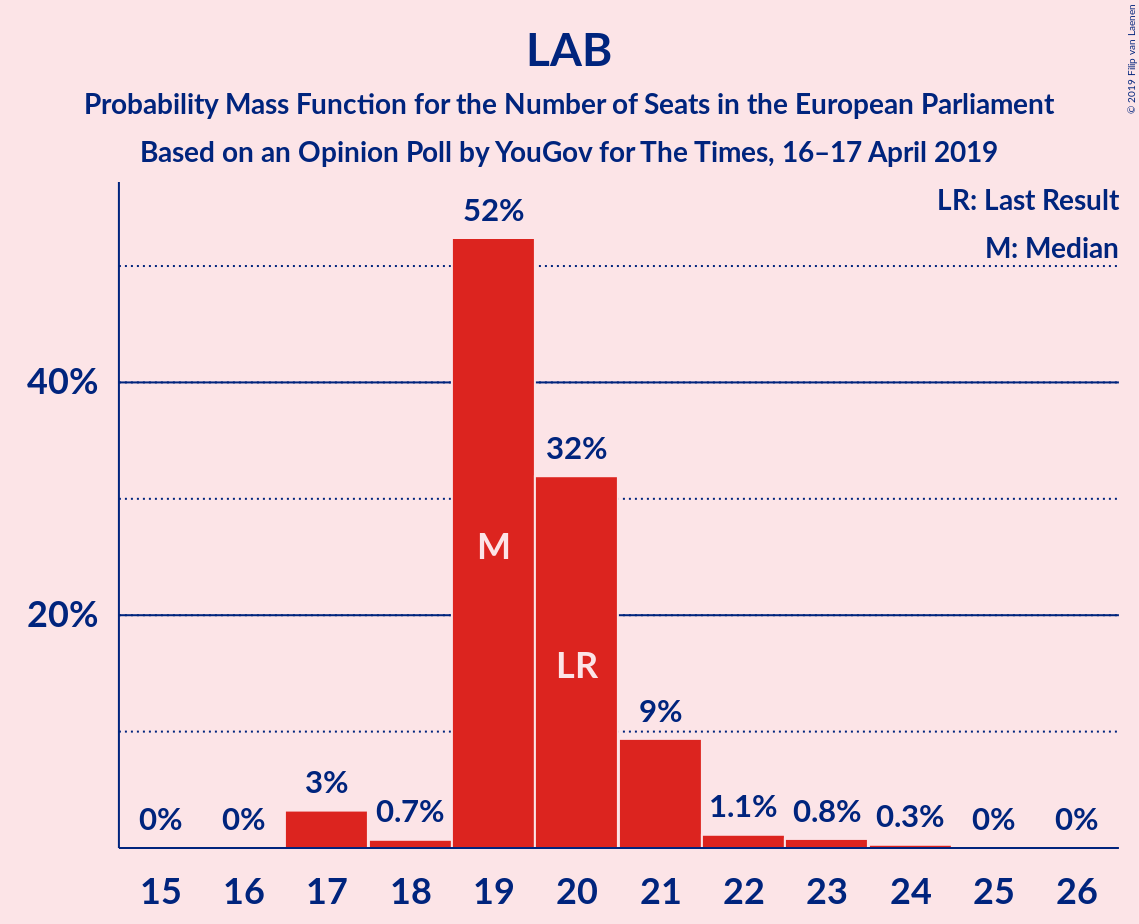 © 2019 Filip van Laenen
LAB
Probability Mass Function for the Number of Seats in the European Parliament
Based on an Opinion Poll by YouGov for The Times, 16–17 April 2019
LR: Last Result
M: Median
52%
40%
32%
M
20%
LR
9%
3%
0.7%
1.1%
0.8%
0.3%
0%
0%
0%
0%
15 16 17 18 19 20 21 22 23 24 25 26